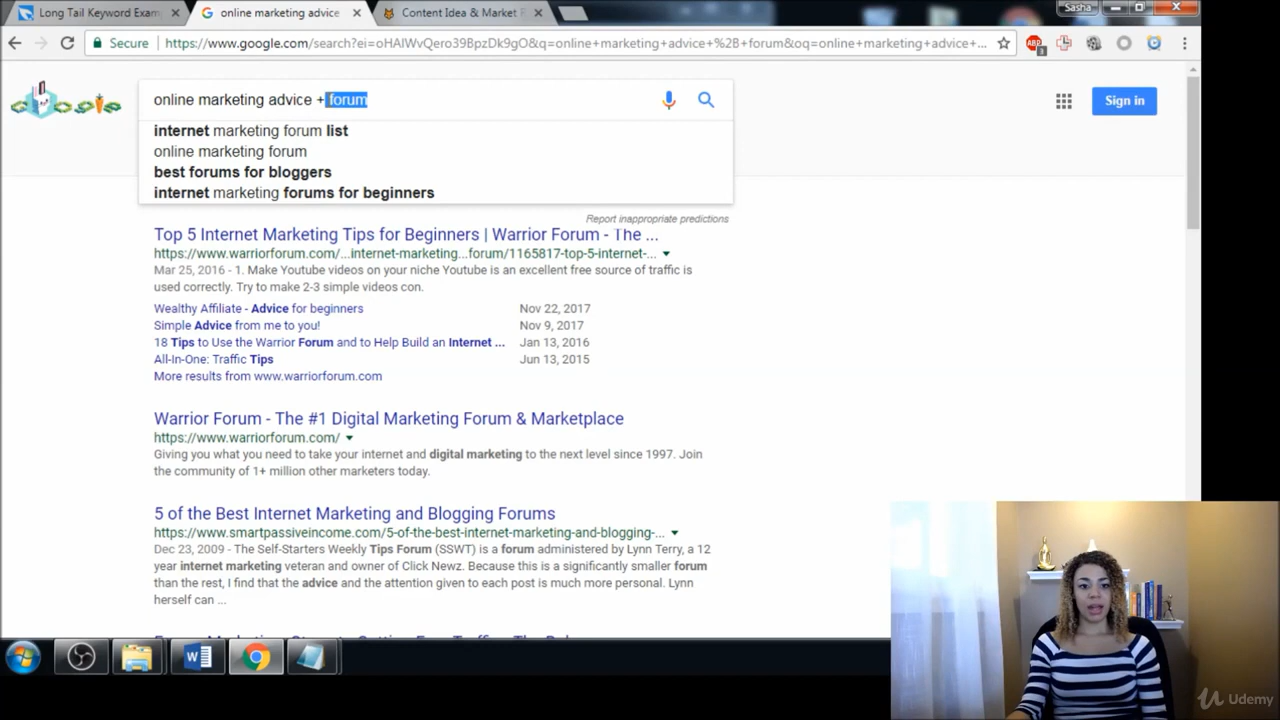 Long Tail Keyword Exam
online marketing advice
Content Idea & Market R
Sasha
Secure
https://www.google.com/search?ei=oHAlWvQero39BpzDk9gO&q=online+marketing+advice+%2B+forum&oq=online+marketing+advice+...
ABP
3
online marketing advice + forum
Sign in
internet marketing forum list
online marketing forum
best forums for bloggers
internet marketing forums for beginners
Report inappropriate predictions
Top 5 Internet Marketing Tips for Beginners | Warrior Forum - The ...
https://www.warriorforum.com/...internet-marketing...forum/1165817-top-5-internet-...
Mar 25, 2016 - 1. Make Youtube videos on your niche Youtube is an excellent free source of traffic is
used correctly. Try to make 2-3 simple videos con.
Wealthy Affiliate - Advice for beginners Nov 22, 2017
Simple Advice from me to you! Nov 9, 2017
18 Tips to Use the Warrior Forum and to Help Build an Internet ... Jan 13, 2016
All-In-One: Traffic Tips Jun 13, 2015
More results from www.warriorforum.com
Warrior Forum - The #1 Digital Marketing Forum & Marketplace
https://www.warriorforum.com/
Giving you what you need to take your internet and digital marketing to the next level since 1997. Join
the community of 1+ million other marketers today.
5 of the Best Internet Marketing and Blogging Forums
https://www.smartpassiveincome.com/5-of-the-best-internet-marketing-and-blogging-...
Dec 23, 2009 - The Self-Starters Weekly Tips Forum (SSWT) is a forum administered by Lynn Terry, a 12
year internet marketing veteran and owner of Click Newz. Because this is a significantly smaller forum
than the rest, I find that the advice and the attention given to each post is much more personal. Lynn
herself can ...
Udemy